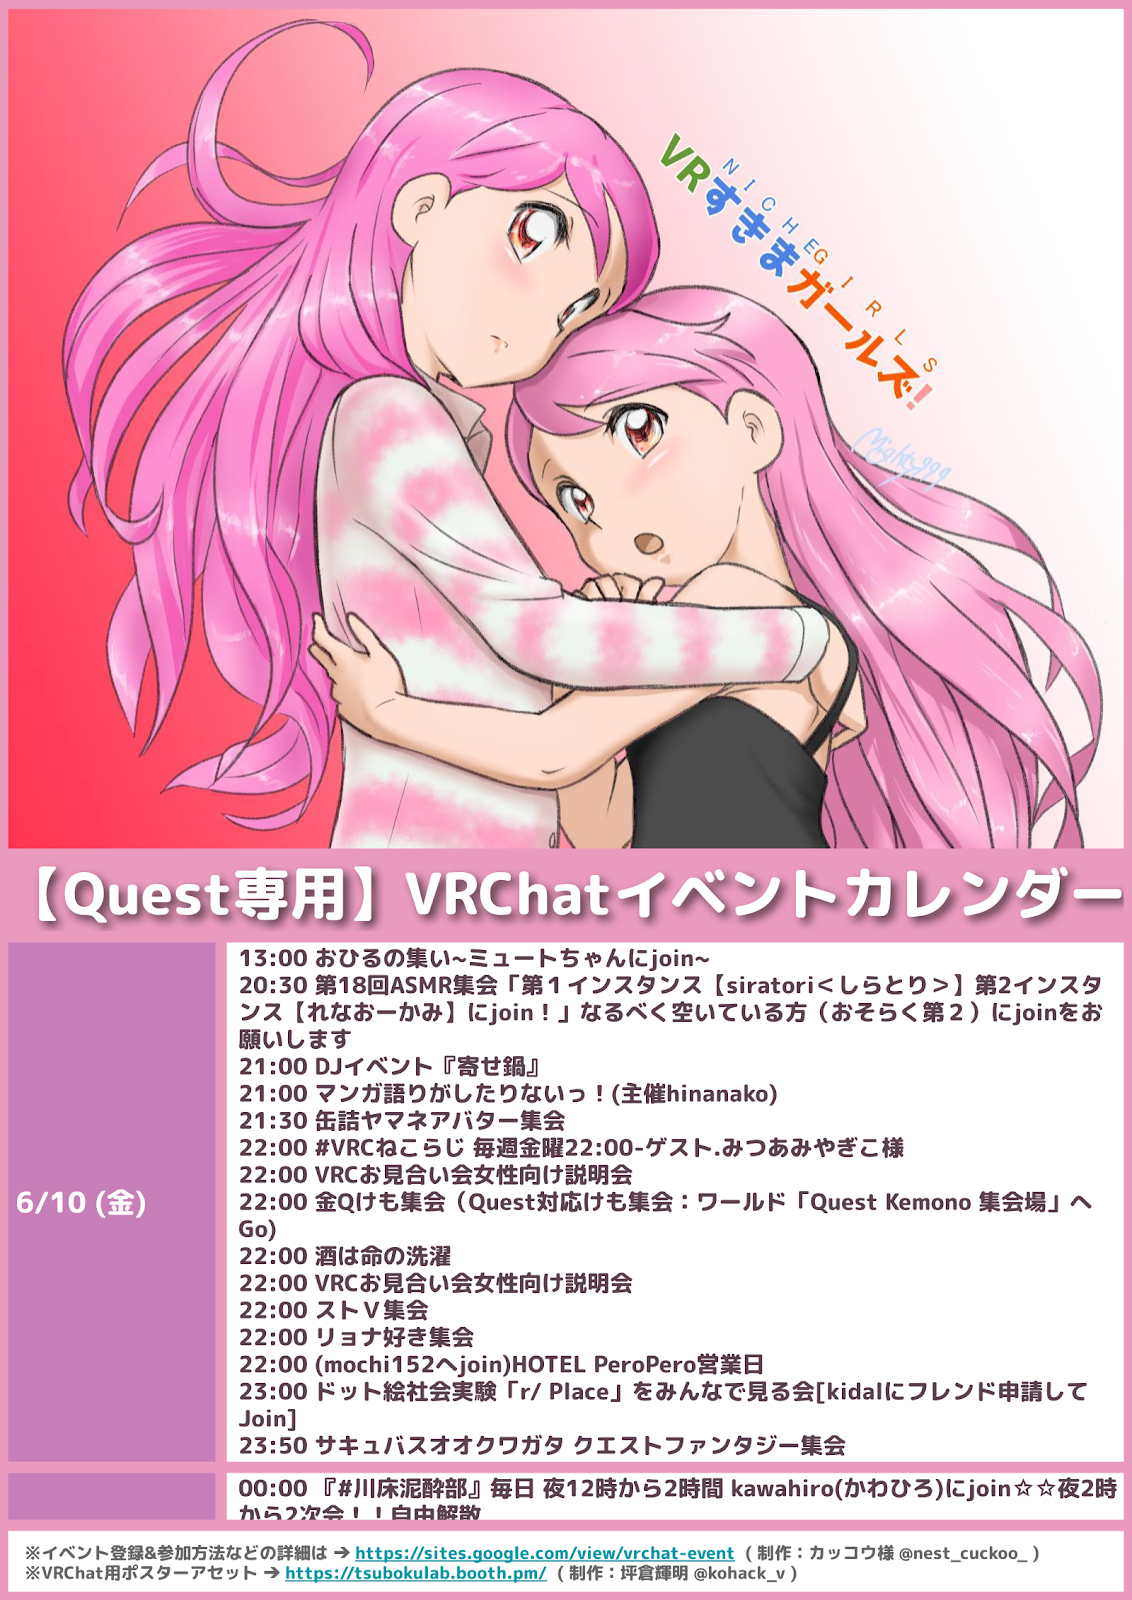 NICHEGIRLS
VRすきまガールズ!
Mighty999
【Quest専用】VRChatイベントカレンダー
6/10 (金)
13:00 おひるの集い~ミュートちゃんにjoin~
20:30 第18回ASMR集会「第１インスタンス【siratori＜しらとり＞】第2インスタ
ンス【れなおーかみ】にjoin！」なるべく空いている方（おそらく第２）にjoinをお
願いします
21:00 DJイベント『寄せ鍋』
21:00 マンガ語りがしたりないっ！(主催hinanako)
21:30 缶詰ヤマネアバター集会
22:00 #VRCねこらじ 毎週金曜22:00-ゲスト.みつあみやぎこ様
22:00 VRCお見合い会女性向け説明会
22:00 金Qけも集会（Quest対応けも集会：ワールド「Quest Kemono 集会場」へ
Go)
22:00 酒は命の洗濯
22:00 VRCお見合い会女性向け説明会
22:00 ストＶ集会
22:00 リョナ好き集会
22:00 (mochi152へjoin)HOTEL PeroPero営業日
23:00 ドット絵社会実験「r/ Place」をみんなで見る会[kidalにフレンド申請して
Join]
23:50 サキュバスオオクワガタ クエストファンタジー集会
00:00 『#川床泥酔部』毎日 夜12時から2時間 kawahiro(かわひろ)にjoin☆☆夜2時
から2次会！！自由解散
※イベント登録&参加方法などの詳細は ➔ https://sites.google.com/view/vrchat-event （ 制作：カッコウ様 @nest_cuckoo_ ）
※VRChat用ポスターアセット ➔ https://tsubokulab.booth.pm/ （ 制作：坪倉輝明 @kohack_v ）